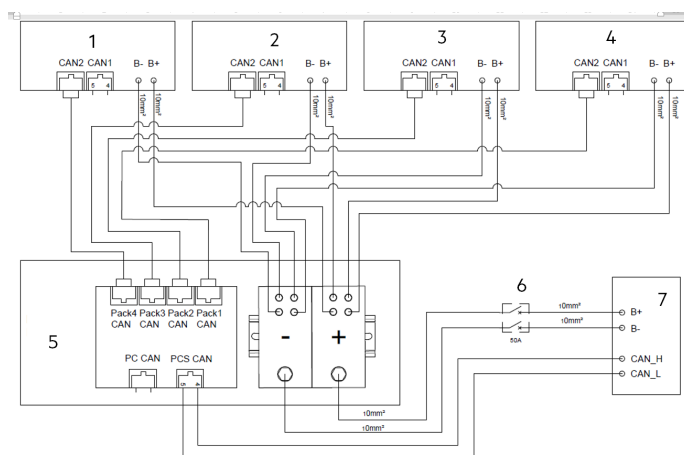 1
2
3
4
CAN2 CAN1 B- B+
CAN2 CAN1 B- B+
CAN2 CAN1 B- B+
CAN2 CAN1 B- B+
5 4
5 4
5 4
5 4
10mm² 10mm²
10mm² 10mm²
10mm² 10mm²
10mm² 10mm²
5
Pack4 CAN
Pack3 CAN
Pack2 CAN
Pack1 CAN
PC CAN
PCS CAN
5 4
-
+
10mm²
10mm²
6
10mm²
10mm²
50A
7
B+
B-
CAN_H
CAN_L